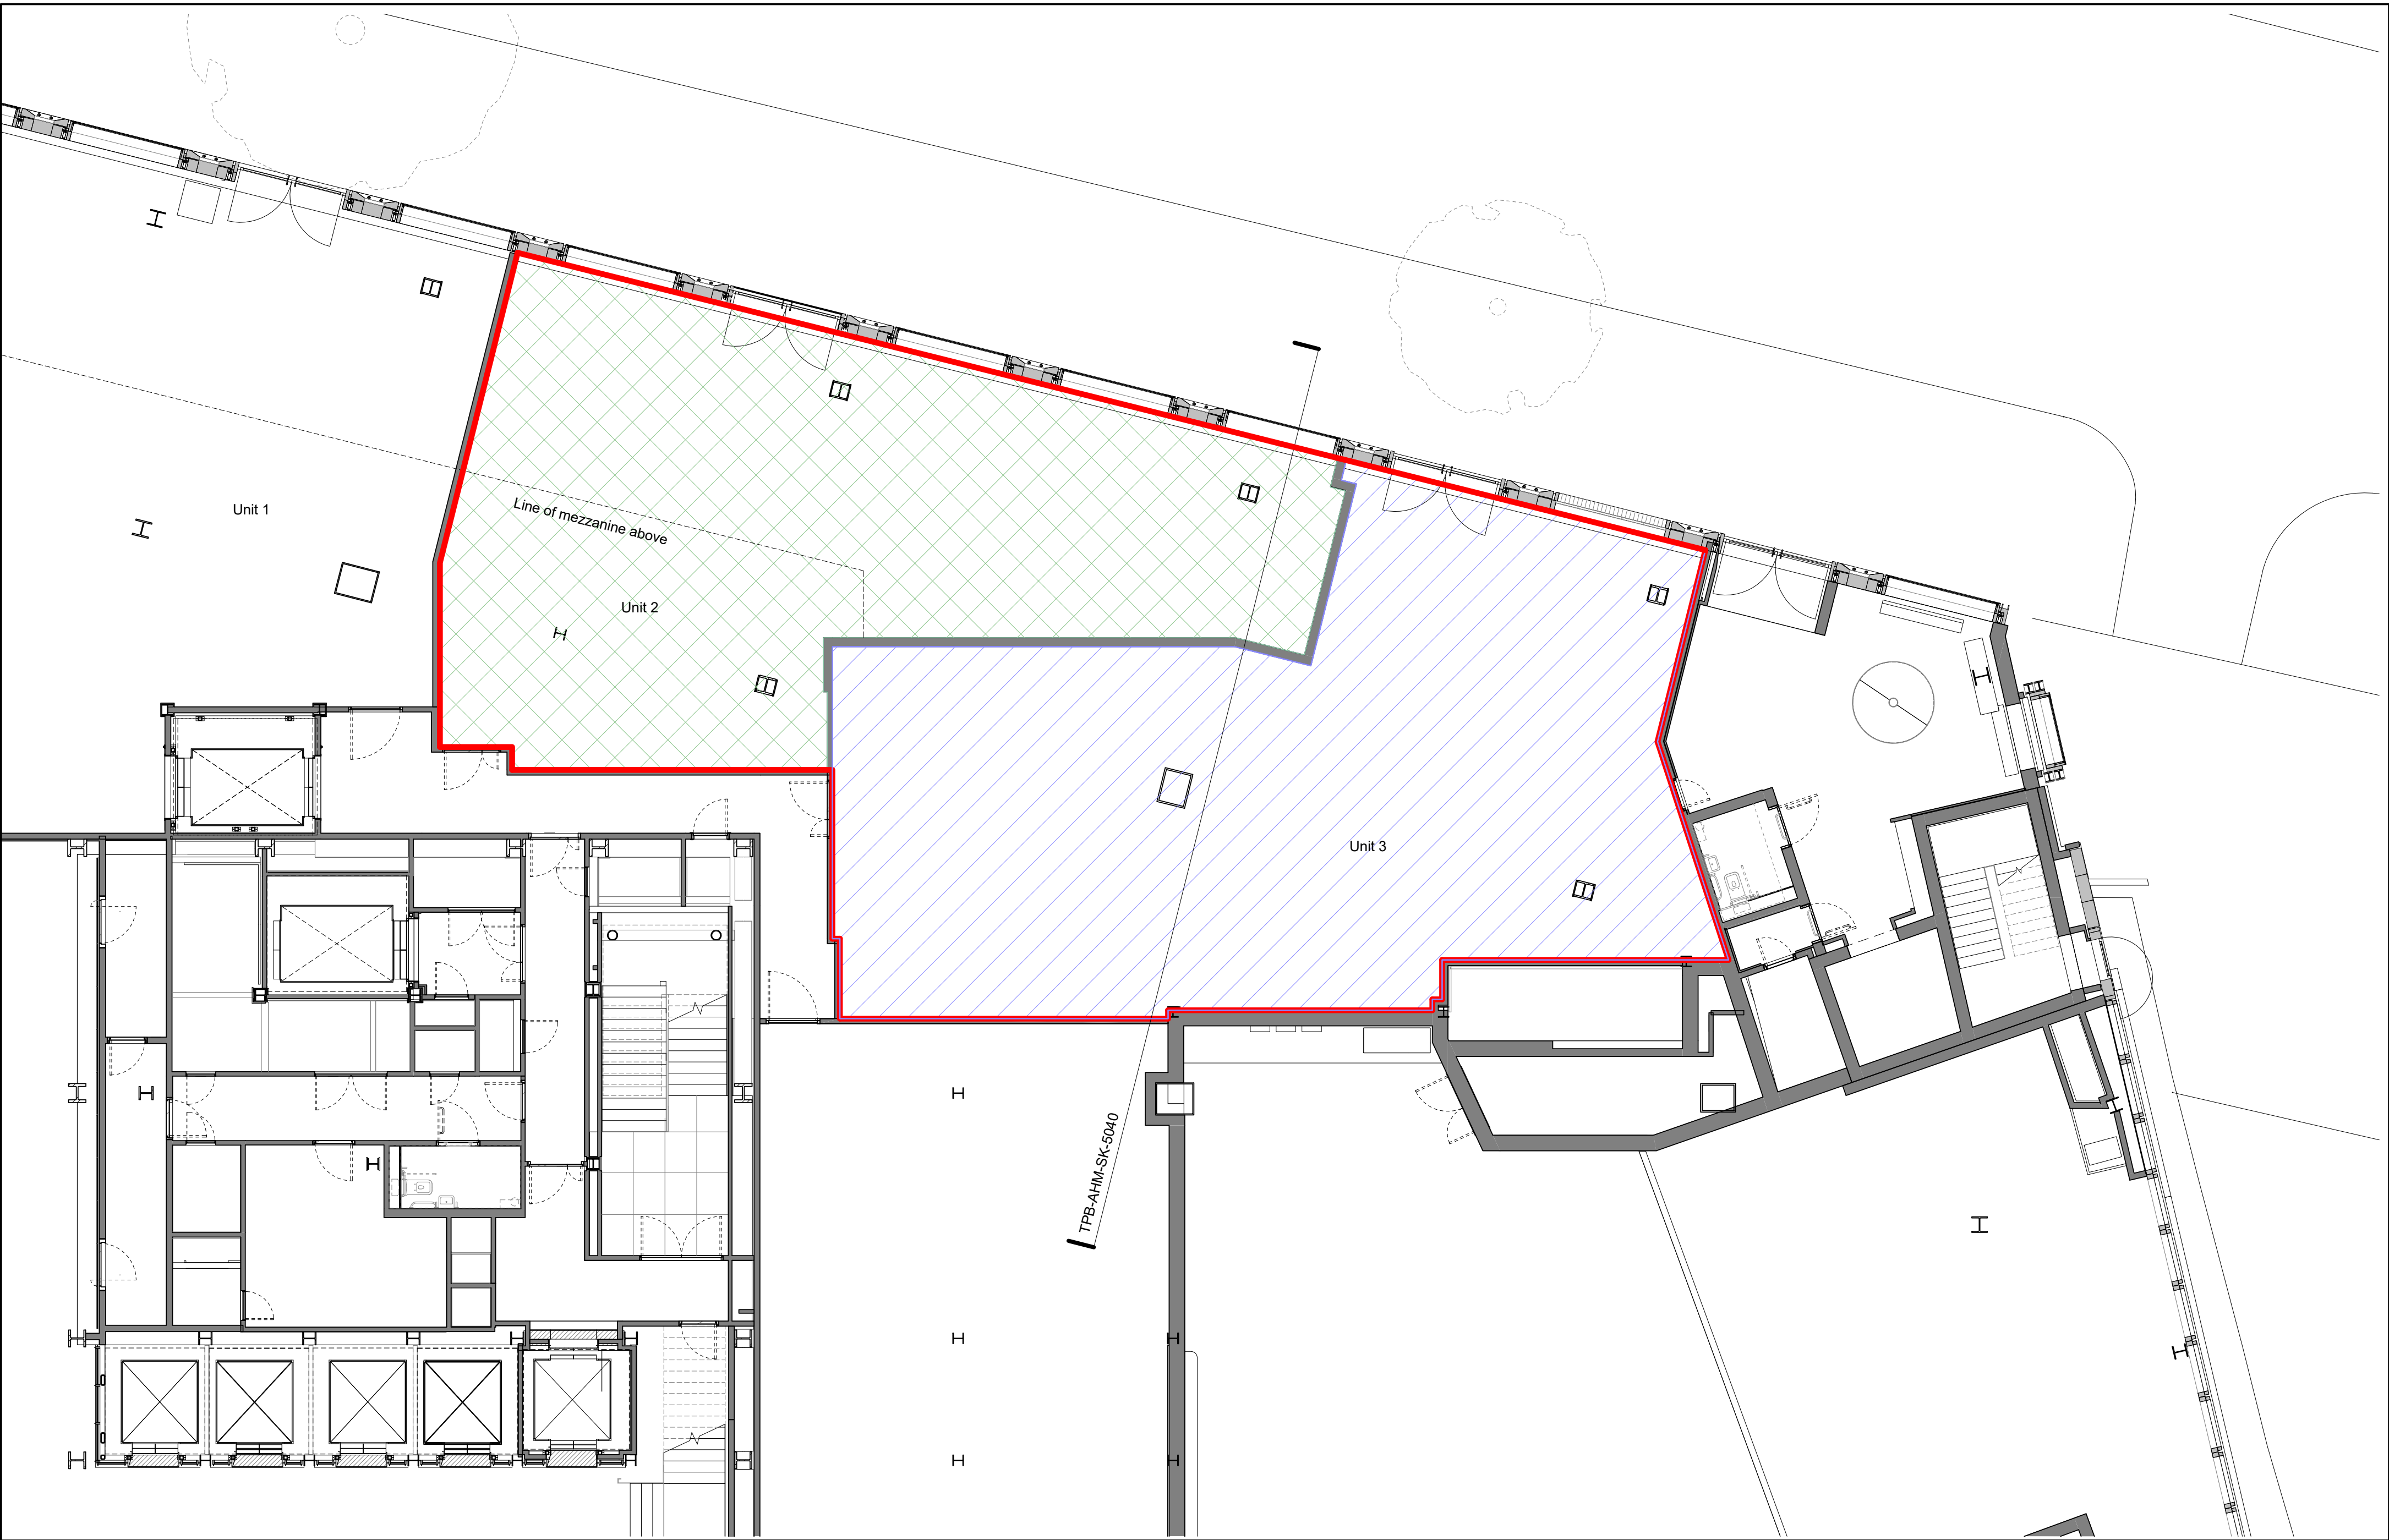 Unit 1
Line of mezzanine above
Unit 2
Unit 3
TPB-AHM-SK-5040